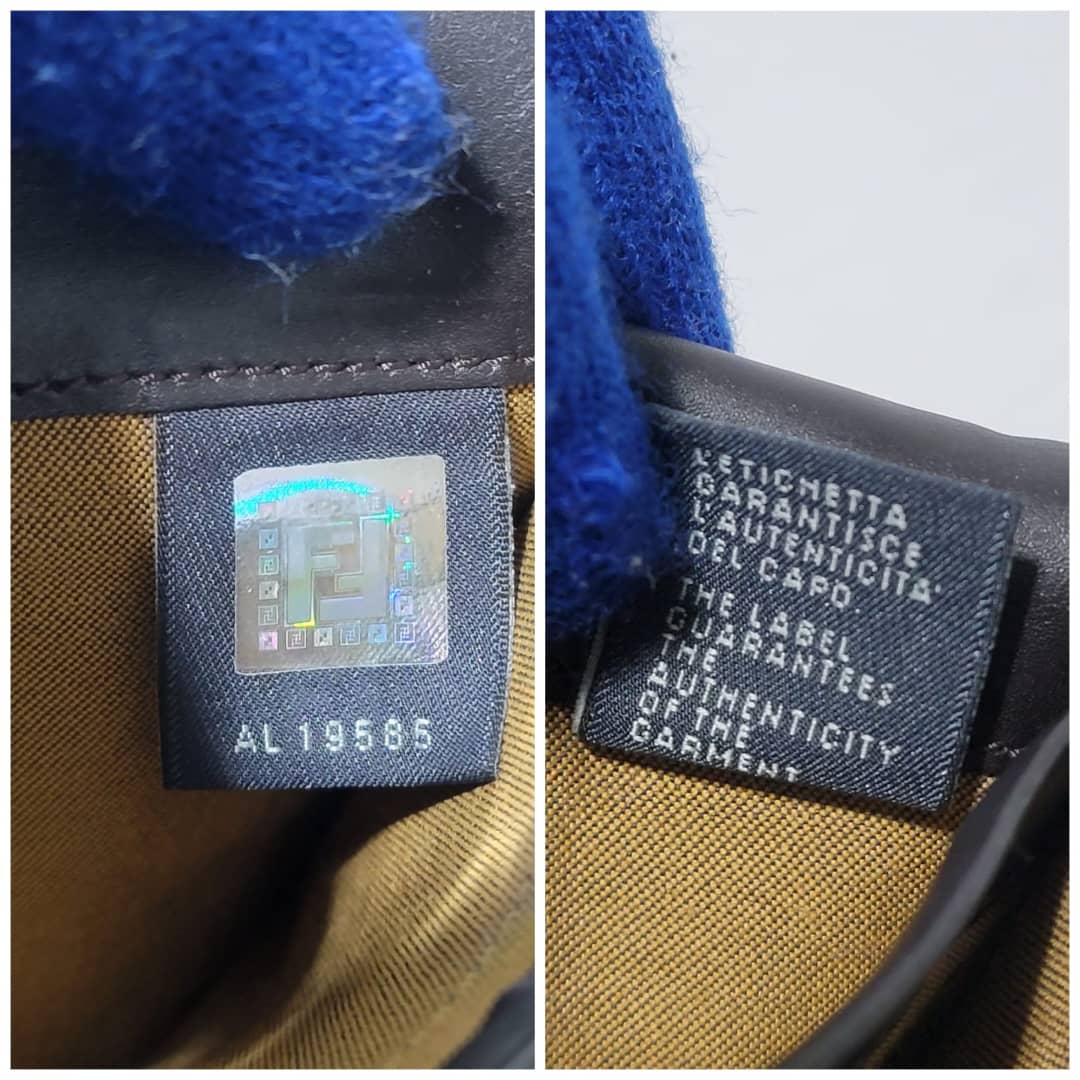 AL 19585
L'ETICHETTA
GARANTISCE
L'AUTENTICITA'
DEL CAPO
THE LABEL
GUARANTEES
THE
AUTHENTICITY
OF THE
GARMENT